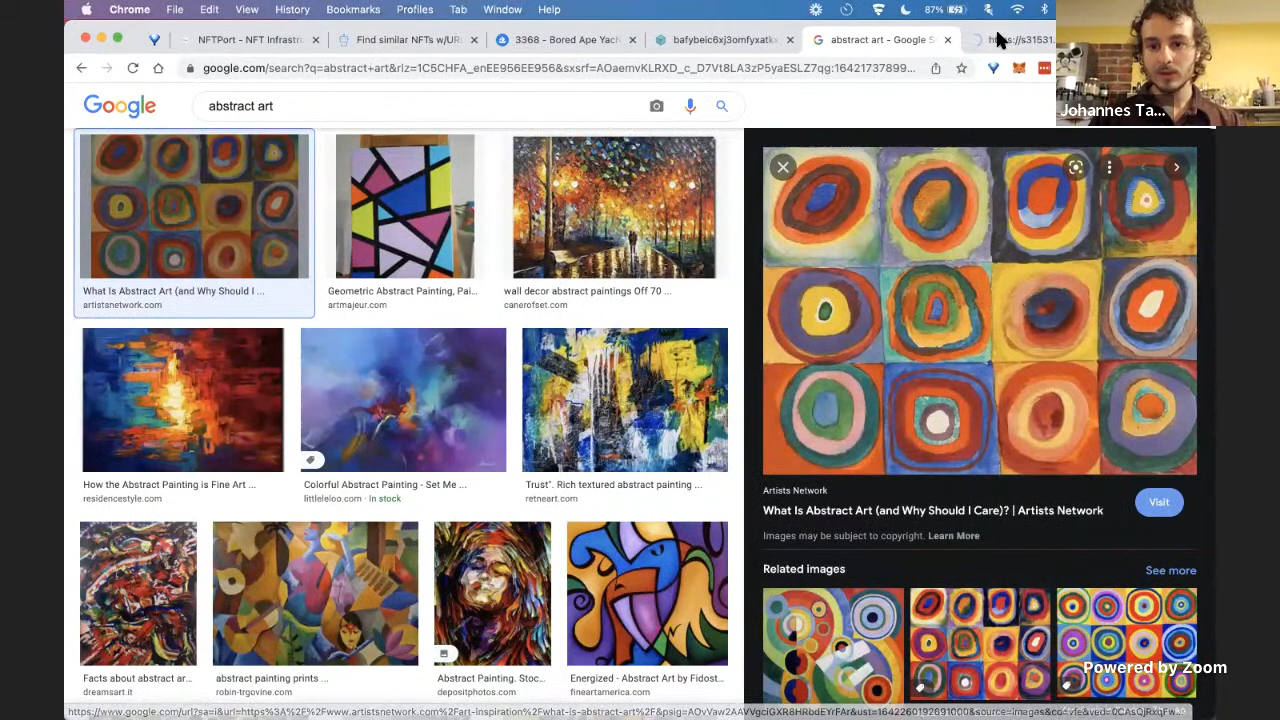 Chrome File Edit View History Bookmarks Profiles Tab Window Help 87%
NFTPort - NFT Infrastr
Find similar NFTs w/UR
3368 - Bored Ape Yach
bafybeic6xj3omfyxatkx
abstract art - Google S
https://s31531.
google.com/search?q=abstract+art&rlz=1C5CHFA_enEE956EE956&sxsrf=AOaemvKLRXD_c_D7Vt8LA3zP5yaESLZ7qg:16421737899...
Johannes Ta...
Google
abstract art
What Is Abstract Art (and Why Should I ...
artistsnetwork.com
Geometric Abstract Painting, Pai...
artmajeur.com
wall decor abstract paintings Off 70 ...
canerofset.com
How the Abstract Painting is Fine Art ...
residencestyle.com
Colorful Abstract Painting - Set Me ...
littleleloo.com · In stock
Trust". Rich textured abstract painting ...
retneart.com
Facts about abstract ar...
dreamsart.it
abstract painting prints ...
robin-trgovine.com
Abstract Painting. Stoc...
depositphotos.com
Energized - Abstract Art by Fidost...
fineartamerica.com
Artists Network
What Is Abstract Art (and Why Should I Care)? | Artists Network
Visit
Images may be subject to copyright. Learn More
Related images
See more
Powered by Zoom